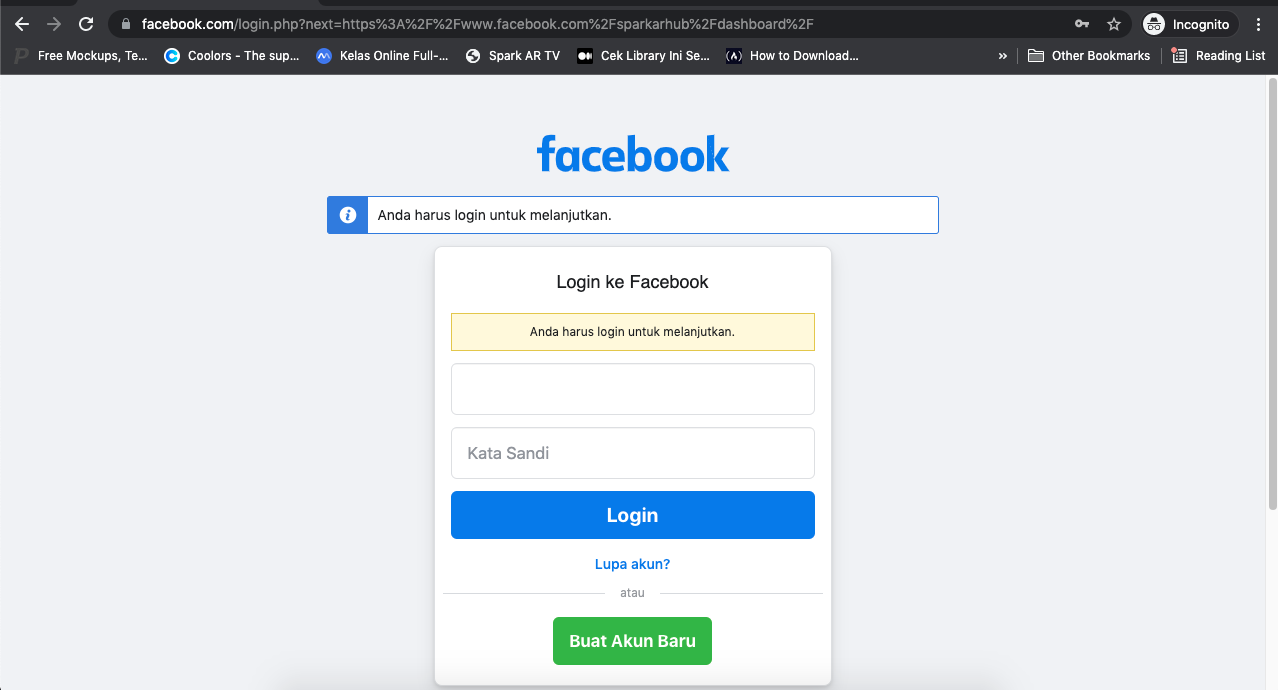 facebook.com/login.php?next=https%3A%2F%2Fwww.facebook.com%2Fsparkarhub%2Fdashboard%2F
Incognito
Free Mockups, Te...
Coolors - The sup...
Kelas Online Full-...
Spark AR TV
Cek Library Ini Se...
How to Download...
»
Other Bookmarks
Reading List
facebook
Anda harus login untuk melanjutkan.
Login ke Facebook
Anda harus login untuk melanjutkan.
Kata Sandi
Login
Lupa akun?
atau
Buat Akun Baru